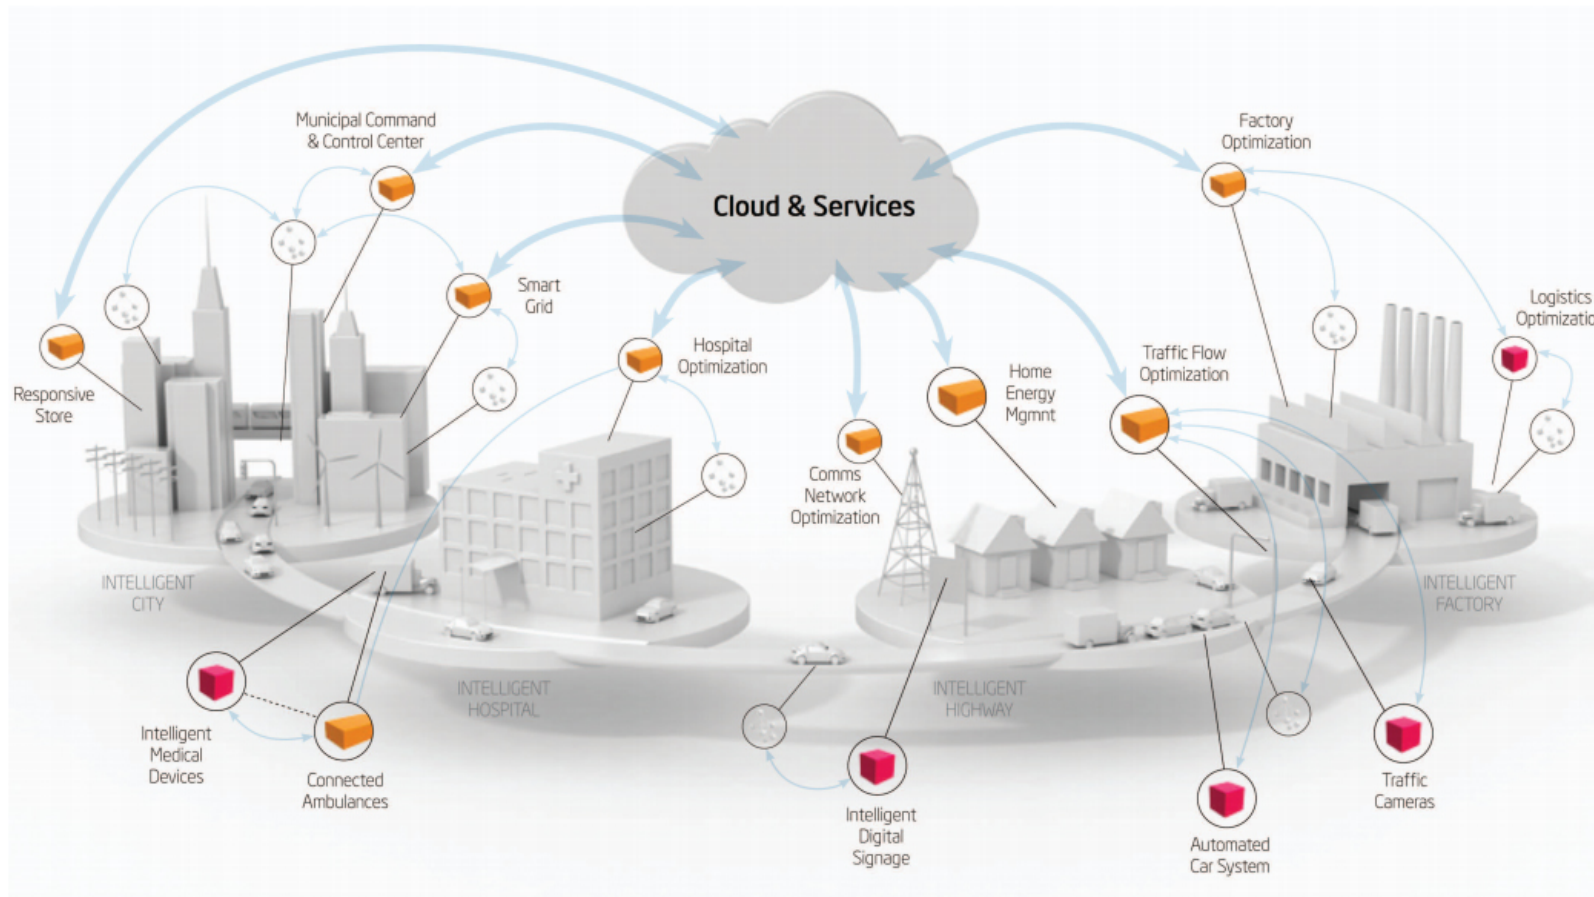 Municipal Command
& Control Center
Factory
Optimization
Cloud & Services
Smart
Grid
Logistics
Optimizatio
Hospital
Optimization
Traffic Flow
Optimization
Home
Energy
Mgmnt
Responsive
Store
Comms
Network
Optimization
INTELLIGENT
CITY
INTELLIGENT
FACTORY
INTELLIGENT
HOSPITAL
INTELLIGENT
HIGHWAY
Intelligent
Medical
Devices
Connected
Ambulances
Intelligent
Digital
Signage
Traffic
Cameras
Automated
Car System